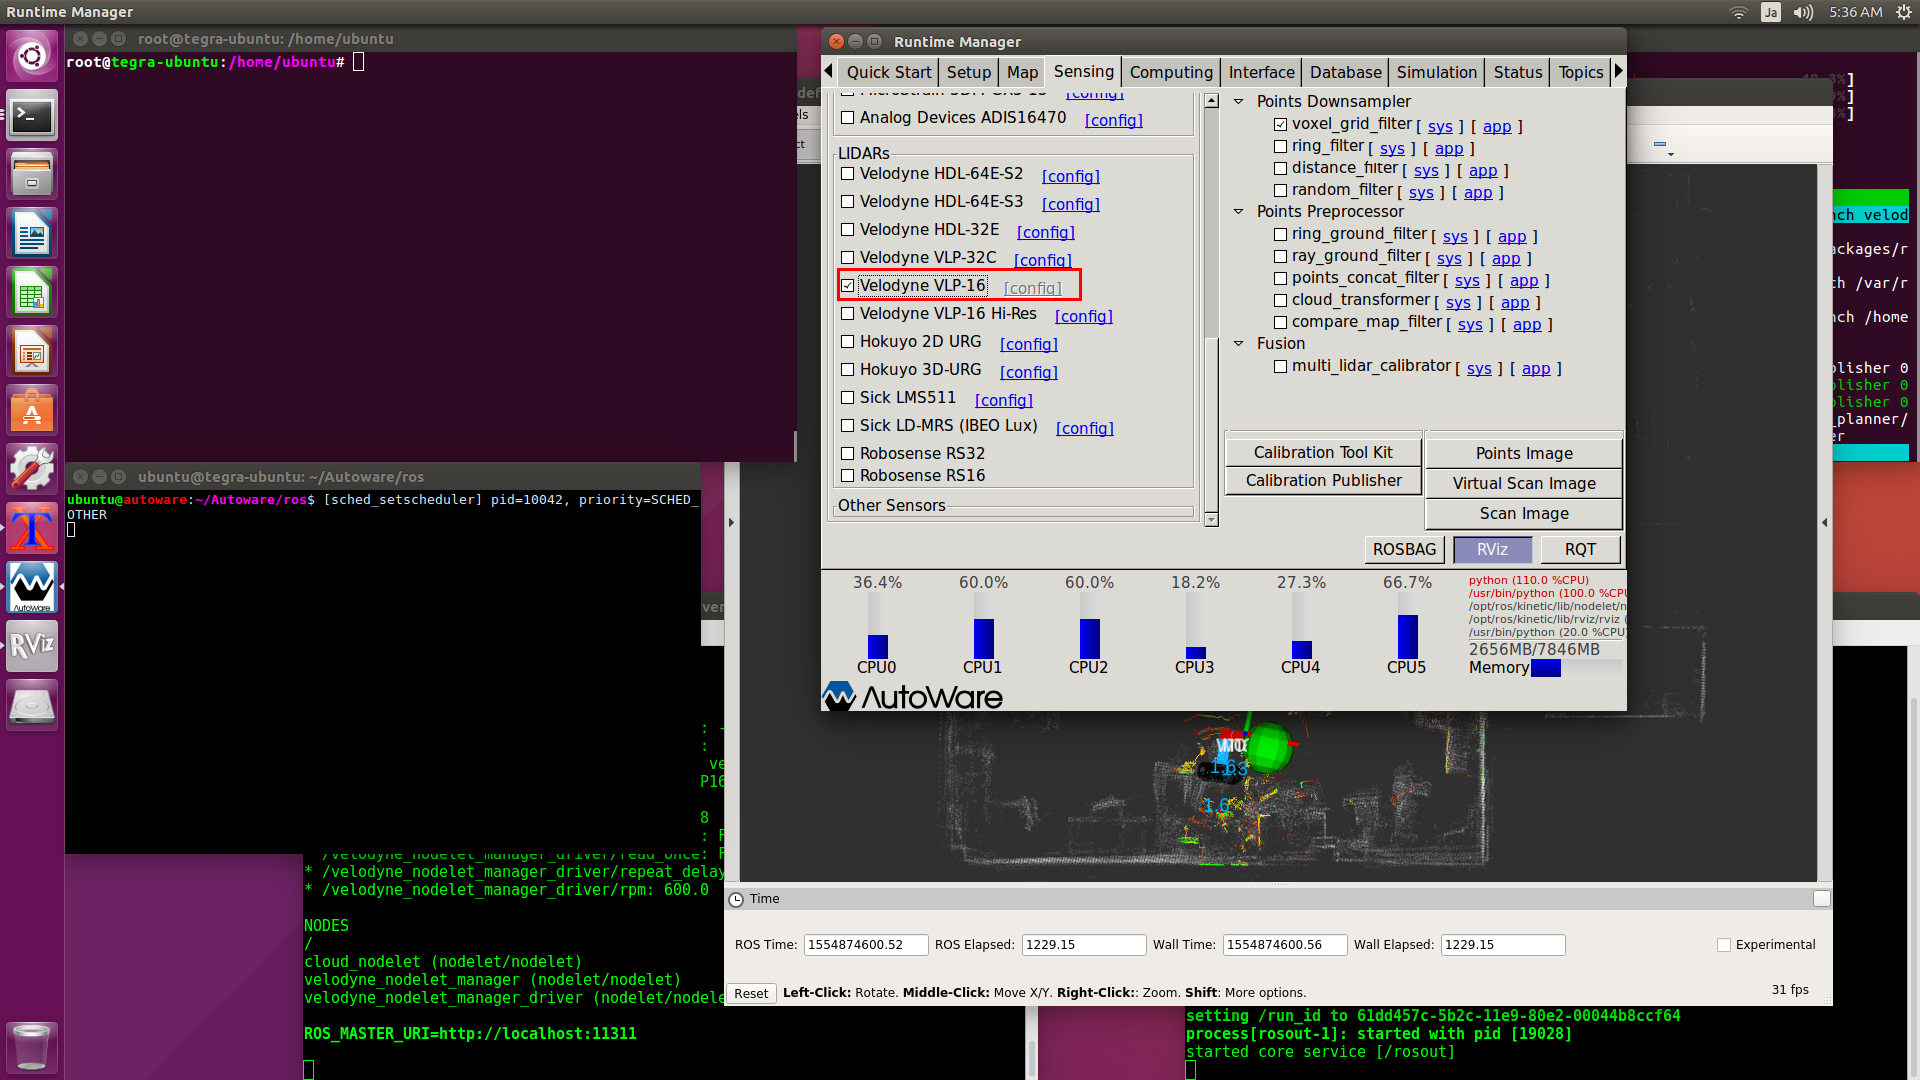 Runtime Manager
Ja
5:36 AM
root@tegra-ubuntu: /home/ubuntu
root@tegra-ubuntu:/home/ubuntu#
ubuntu@tegra-ubuntu: ~/Autoware/ros
ubuntu@autoware:~/Autoware/ros$ [sched_setscheduler] pid=10042, priority=SCHED_
OTHER
Runtime Manager
Quick Start
Setup
Map
Sensing
Computing
Interface
Database
Simulation
Status
Topics
[config]
Analog Devices ADIS16470 [config]
LIDARs
Velodyne HDL-64E-S2 [config]
Velodyne HDL-64E-S3 [config]
Velodyne HDL-32E [config]
Velodyne VLP-32C [config]
Velodyne VLP-16 [config]
Velodyne VLP-16 Hi-Res [config]
Hokuyo 2D URG [config]
Hokuyo 3D-URG [config]
Sick LMS511 [config]
Sick LD-MRS (IBEO Lux) [config]
Robosense RS32
Robosense RS16
Other Sensors
Points Downsampler
voxel_grid_filter [ sys ] [ app ]
ring_filter [ sys ] [ app ]
distance_filter [ sys ] [ app ]
random_filter [ sys ] [ app ]
Points Preprocessor
ring_ground_filter [ sys ] [ app ]
ray_ground_filter [ sys ] [ app ]
points_concat_filter [ sys ] [ app ]
cloud_transformer [ sys ] [ app ]
compare_map_filter [ sys ] [ app ]
Fusion
multi_lidar_calibrator [ sys ] [ app ]
Calibration Tool Kit
Calibration Publisher
Points Image
Virtual Scan Image
Scan Image
ROSBAG
RViz
RQT
36.4% 60.0% 60.0% 18.2% 27.3% 66.7%
CPU0 CPU1 CPU2 CPU3 CPU4 CPU5
python (110.0 %CPU)
/usr/bin/python (100.0 %CPU
/opt/ros/kinetic/lib/nodelet/n
/opt/ros/kinetic/lib/rviz/rviz (
/usr/bin/python (20.0 %CPU)
2656MB/7846MB
Memory
AutoWare
AutoWare
RViz
nch velod
ackages/r
ch /var/r
nch /home
olisher 0
olisher 0
olisher 0
_planner/
er
1.6
P16
8
/velodyne_nodelet_manager_driver/read_once: F
* /velodyne_nodelet_manager_driver/repeat_delay
* /velodyne_nodelet_manager_driver/rpm: 600.0
NODES
/
cloud_nodelet (nodelet/nodelet)
velodyne_nodelet_manager (nodelet/nodelet)
velodyne_nodelet_manager_driver (nodelet/nodele
ROS_MASTER_URI=http://localhost:11311
Time
ROS Time: 1554874600.52 ROS Elapsed: 1229.15 Wall Time: 1554874600.56 Wall Elapsed: 1229.15 Experimental
Reset Left-Click: Rotate. Middle-Click: Move X/Y. Right-Click:: Zoom. Shift: More options. 31 fps
setting /run_id to 61dd457c-5b2c-11e9-80e2-00044b8ccf64
process[rosout-1]: started with pid [19028]
started core service [/rosout]